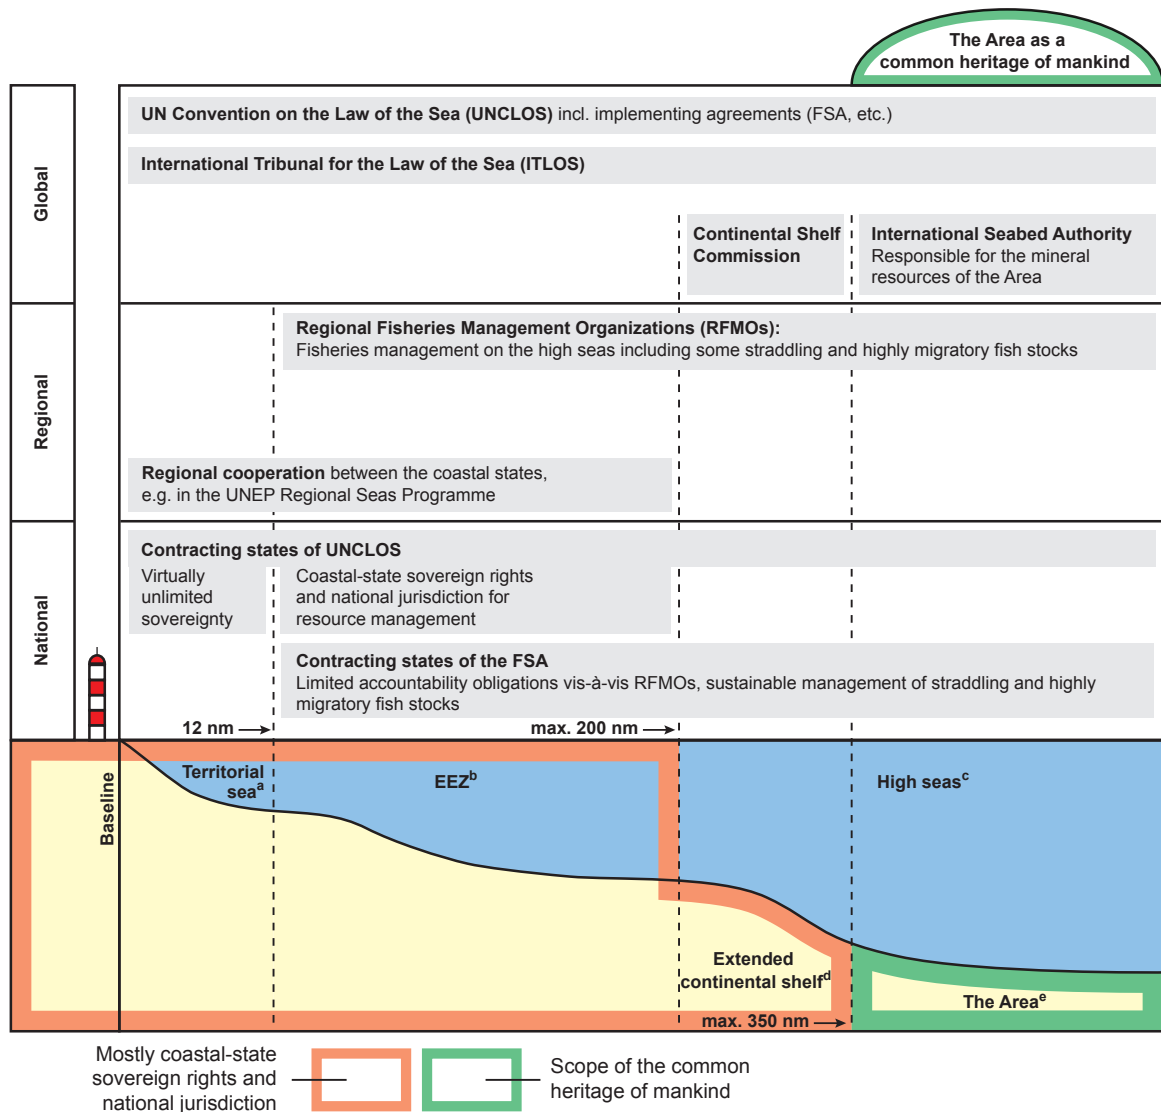 The Area as a
common heritage of mankind
Global
UN Convention on the Law of the Sea (UNCLOS) incl. implementing agreements (FSA, etc.)
International Tribunal for the Law of the Sea (ITLOS)
Continental Shelf
Commission
International Seabed Authority
Responsible for the mineral
resources of the Area
Regional
Regional Fisheries Management Organizations (RFMOs):
Fisheries management on the high seas including some straddling and highly migratory fish stocks
Regional cooperation between the coastal states,
e.g. in the UNEP Regional Seas Programme
National
Contracting states of UNCLOS
Virtually
unlimited
sovereignty
Coastal-state sovereign rights
and national jurisdiction for
resource management
Contracting states of the FSA
Limited accountability obligations vis-à-vis RFMOs, sustainable management of straddling and highly
migratory fish stocks
12 nm
max. 200 nm
Baseline
Territorial
seaᵃ
EEZᵇ
High seasᶜ
Extended
continental shelfᵈ
The Areaᵉ
max. 350 nm
Mostly coastal-state
sovereign rights and
national jurisdiction
Scope of the common
heritage of mankind